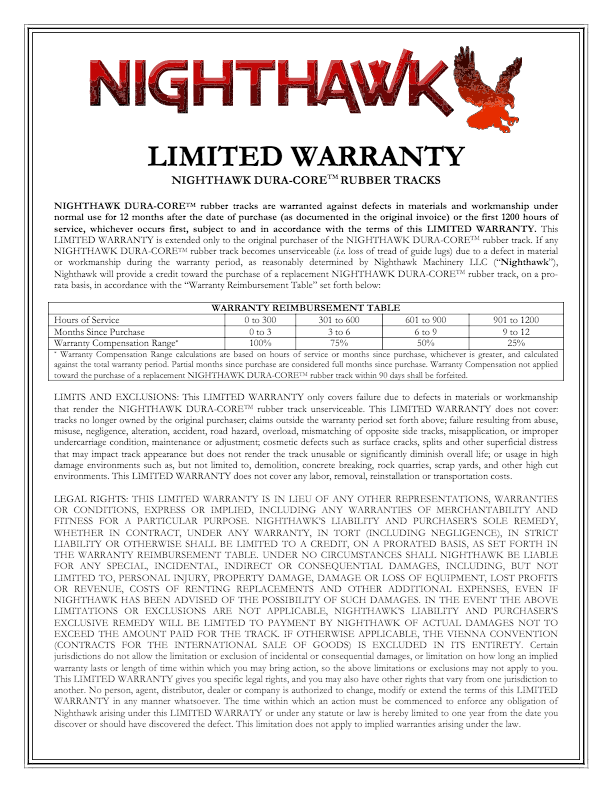 NIGHTHAWK
LIMITED WARRANTY
NIGHTHAWK DURA-CORE™ RUBBER TRACKS
NIGHTHAWK DURA-CORE™ rubber tracks are warranted against defects in materials and workmanship under
normal use for 12 months after the date of purchase (as documented in the original invoice) or the first 1200 hours of
service, whichever occurs first, subject to and in accordance with the terms of this LIMITED WARRANTY. This
LIMITED WARRANTY is extended only to the original purchaser of the NIGHTHAWK DURA-CORE™ rubber track. If any
NIGHTHAWK DURA-CORE™ rubber track becomes unserviceable (i.e. loss of tread of guide lugs) due to a defect in material
or workmanship during the warranty period, as reasonably determined by Nighthawk Machinery LLC (“Nighthawk”),
Nighthawk will provide a credit toward the purchase of a replacement NIGHTHAWK DURA-CORE™ rubber track, on a pro-
rata basis, in accordance with the “Warranty Reimbursement Table” set forth below:
WARRANTY REIMBURSEMENT TABLE
Hours of Service 0 to 300 301 to 600 601 to 900 901 to 1200
Months Since Purchase 0 to 3 3 to 6 6 to 9 9 to 12
Warranty Compensation Range* 100% 75% 50% 25%
* Warranty Compensation Range calculations are based on hours of service or months since purchase, whichever is greater, and calculated
against the total warranty period. Partial months since purchase are considered full months since purchase. Warranty Compensation not applied
toward the purchase of a replacement NIGHTHAWK DURA-CORE™ rubber track within 90 days shall be forfeited.
LIMITS AND EXCLUSIONS: This LIMITED WARRANTY only covers failure due to defects in materials or workmanship
that render the NIGHTHAWK DURA-CORE™ rubber track unserviceable. This LIMITED WARRANTY does not cover:
tracks no longer owned by the original purchaser; claims outside the warranty period set forth above; failure resulting from abuse,
misuse, negligence, alteration, accident, road hazard, overload, mismatching of opposite side tracks, misapplication, or improper
undercarriage condition, maintenance or adjustment; cosmetic defects such as surface cracks, splits and other superficial distress
that may impact track appearance but does not render the track unusable or significantly diminish overall life; or usage in high
damage environments such as, but not limited to, demolition, concrete breaking, rock quarries, scrap yards, and other high cut
environments. This LIMITED WARRANTY does not cover any labor, removal, reinstallation or transportation costs.
LEGAL RIGHTS: THIS LIMITED WARRANTY IS IN LIEU OF ANY OTHER REPRESENTATIONS, WARRANTIES
OR CONDITIONS, EXPRESS OR IMPLIED, INCLUDING ANY WARRANTIES OF MERCHANTABILITY AND
FITNESS FOR A PARTICULAR PURPOSE. NIGHTHAWK'S LIABILITY AND PURCHASER'S SOLE REMEDY,
WHETHER IN CONTRACT, UNDER ANY WARRANTY, IN TORT (INCLUDING NEGLIGENCE), IN STRICT
LIABILITY OR OTHERWISE SHALL BE LIMITED TO A CREDIT, ON A PRORATED BASIS, AS SET FORTH IN
THE WARRANTY REIMBURSEMENT TABLE. UNDER NO CIRCUMSTANCES SHALL NIGHTHAWK BE LIABLE
FOR ANY SPECIAL, INCIDENTAL, INDIRECT OR CONSEQUENTIAL DAMAGES, INCLUDING, BUT NOT
LIMITED TO, PERSONAL INJURY, PROPERTY DAMAGE, DAMAGE OR LOSS OF EQUIPMENT, LOST PROFITS
OR REVENUE, COSTS OF RENTING REPLACEMENTS AND OTHER ADDITIONAL EXPENSES, EVEN IF
NIGHTHAWK HAS BEEN ADVISED OF THE POSSIBILITY OF SUCH DAMAGES. IN THE EVENT THE ABOVE
LIMITATIONS OR EXCLUSIONS ARE NOT APPLICABLE, NIGHTHAWK'S LIABILITY AND PURCHASER'S
EXCLUSIVE REMEDY WILL BE LIMITED TO PAYMENT BY NIGHTHAWK OF ACTUAL DAMAGES NOT TO
EXCEED THE AMOUNT PAID FOR THE TRACK. IF OTHERWISE APPLICABLE, THE VIENNA CONVENTION
(CONTRACTS FOR THE INTERNATIONAL SALE OF GOODS) IS EXCLUDED IN ITS ENTIRETY. Certain
jurisdictions do not allow the limitation or exclusion of incidental or consequential damages, or limitation on how long an implied
warranty lasts or length of time within which you may bring action, so the above limitations or exclusions may not apply to you.
This LIMITED WARRANTY gives you specific legal rights, and you may also have other rights that vary from one jurisdiction to
another. No person, agent, distributor, dealer or company is authorized to change, modify or extend the terms of this LIMITED
WARRANTY in any manner whatsoever. The time within which an action must be commenced to enforce any obligation of
Nighthawk arising under this LIMITED WARRATY or under any statute or law is hereby limited to one year from the date you
discover or should have discovered the defect. This limitation does not apply to implied warranties arising under the law.